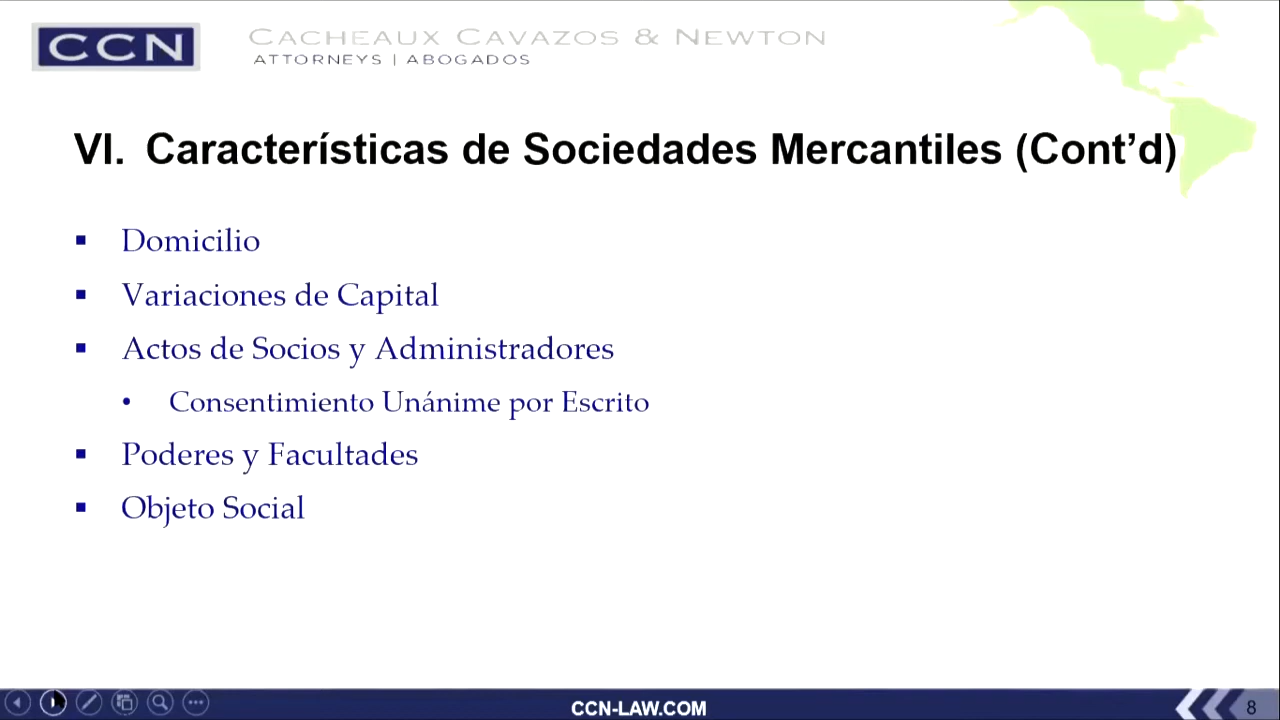 CCN
CACHEAUX CAVAZOS & NEWTON
ATTORNEYS | ABOGADOS
VI. Características de Sociedades Mercantiles (Cont’d)
▪ Domicilio
▪ Variaciones de Capital
▪ Actos de Socios y Administradores
• Consentimiento Unánime por Escrito
▪ Poderes y Facultades
▪ Objeto Social
CCN-LAW.COM
8